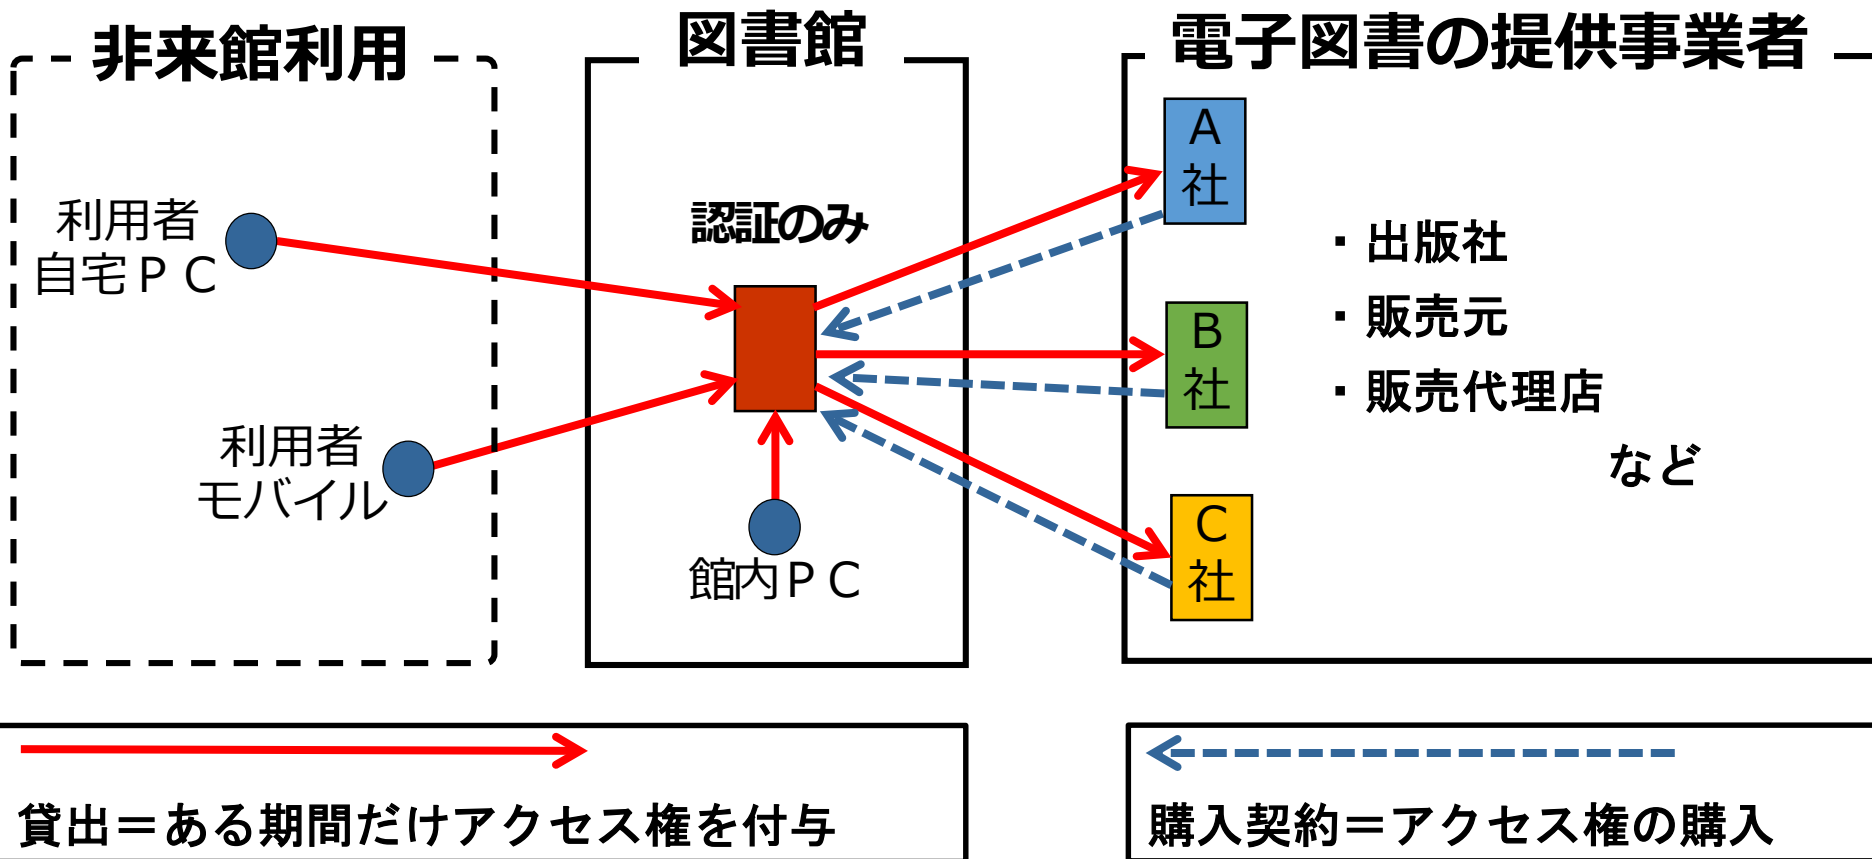 非来館利用
図書館
電子図書の提供事業者
利用者
自宅ＰＣ
利用者
モバイル
認証のみ
館内ＰＣ
A
社
B
社
C
社
・出版社
・販売元
・販売代理店
など
貸出＝ある期間だけアクセス権を付与
購入契約＝アクセス権の購入